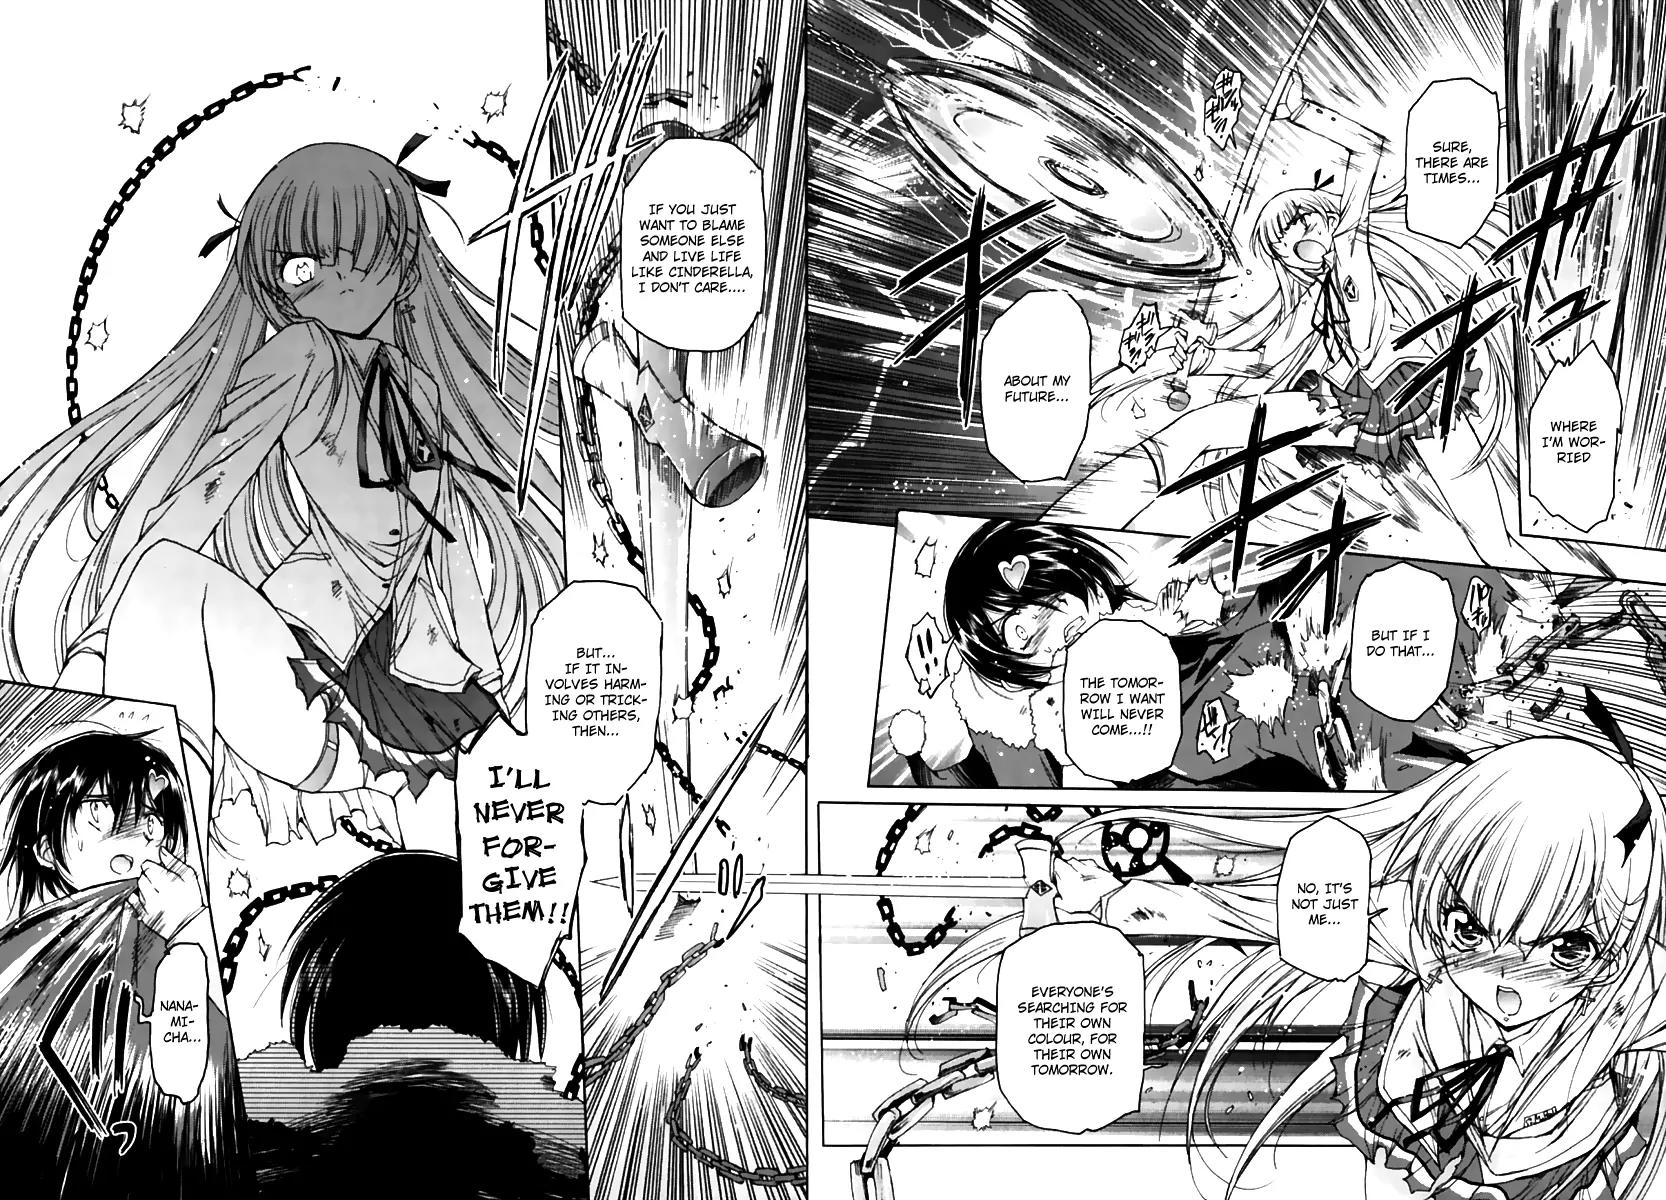 SURE,
THERE ARE
TIMES...
WHERE
I'M WOR-
RIED
ABOUT MY
FUTURE...
BUT IF I
DO THAT...
THE TOMOR-
ROW I WANT
WILL NEVER
COME...!!
NO, IT'S
NOT JUST
ME...
EVERYONE'S
SEARCHING FOR
THEIR OWN
COLOUR, FOR
THEIR OWN
TOMORROW.
IF YOU JUST
WANT TO BLAME
SOMEONE ELSE
AND LIVE LIFE
LIKE CINDERELLA,
I DON'T CARE....
BUT...
IF IT IN-
VOLVES HARM-
ING OR TRICK-
ING OTHERS,
THEN...
I'LL
NEVER
FOR-
GIVE
THEM!!
NANA-
MI-
CHA...